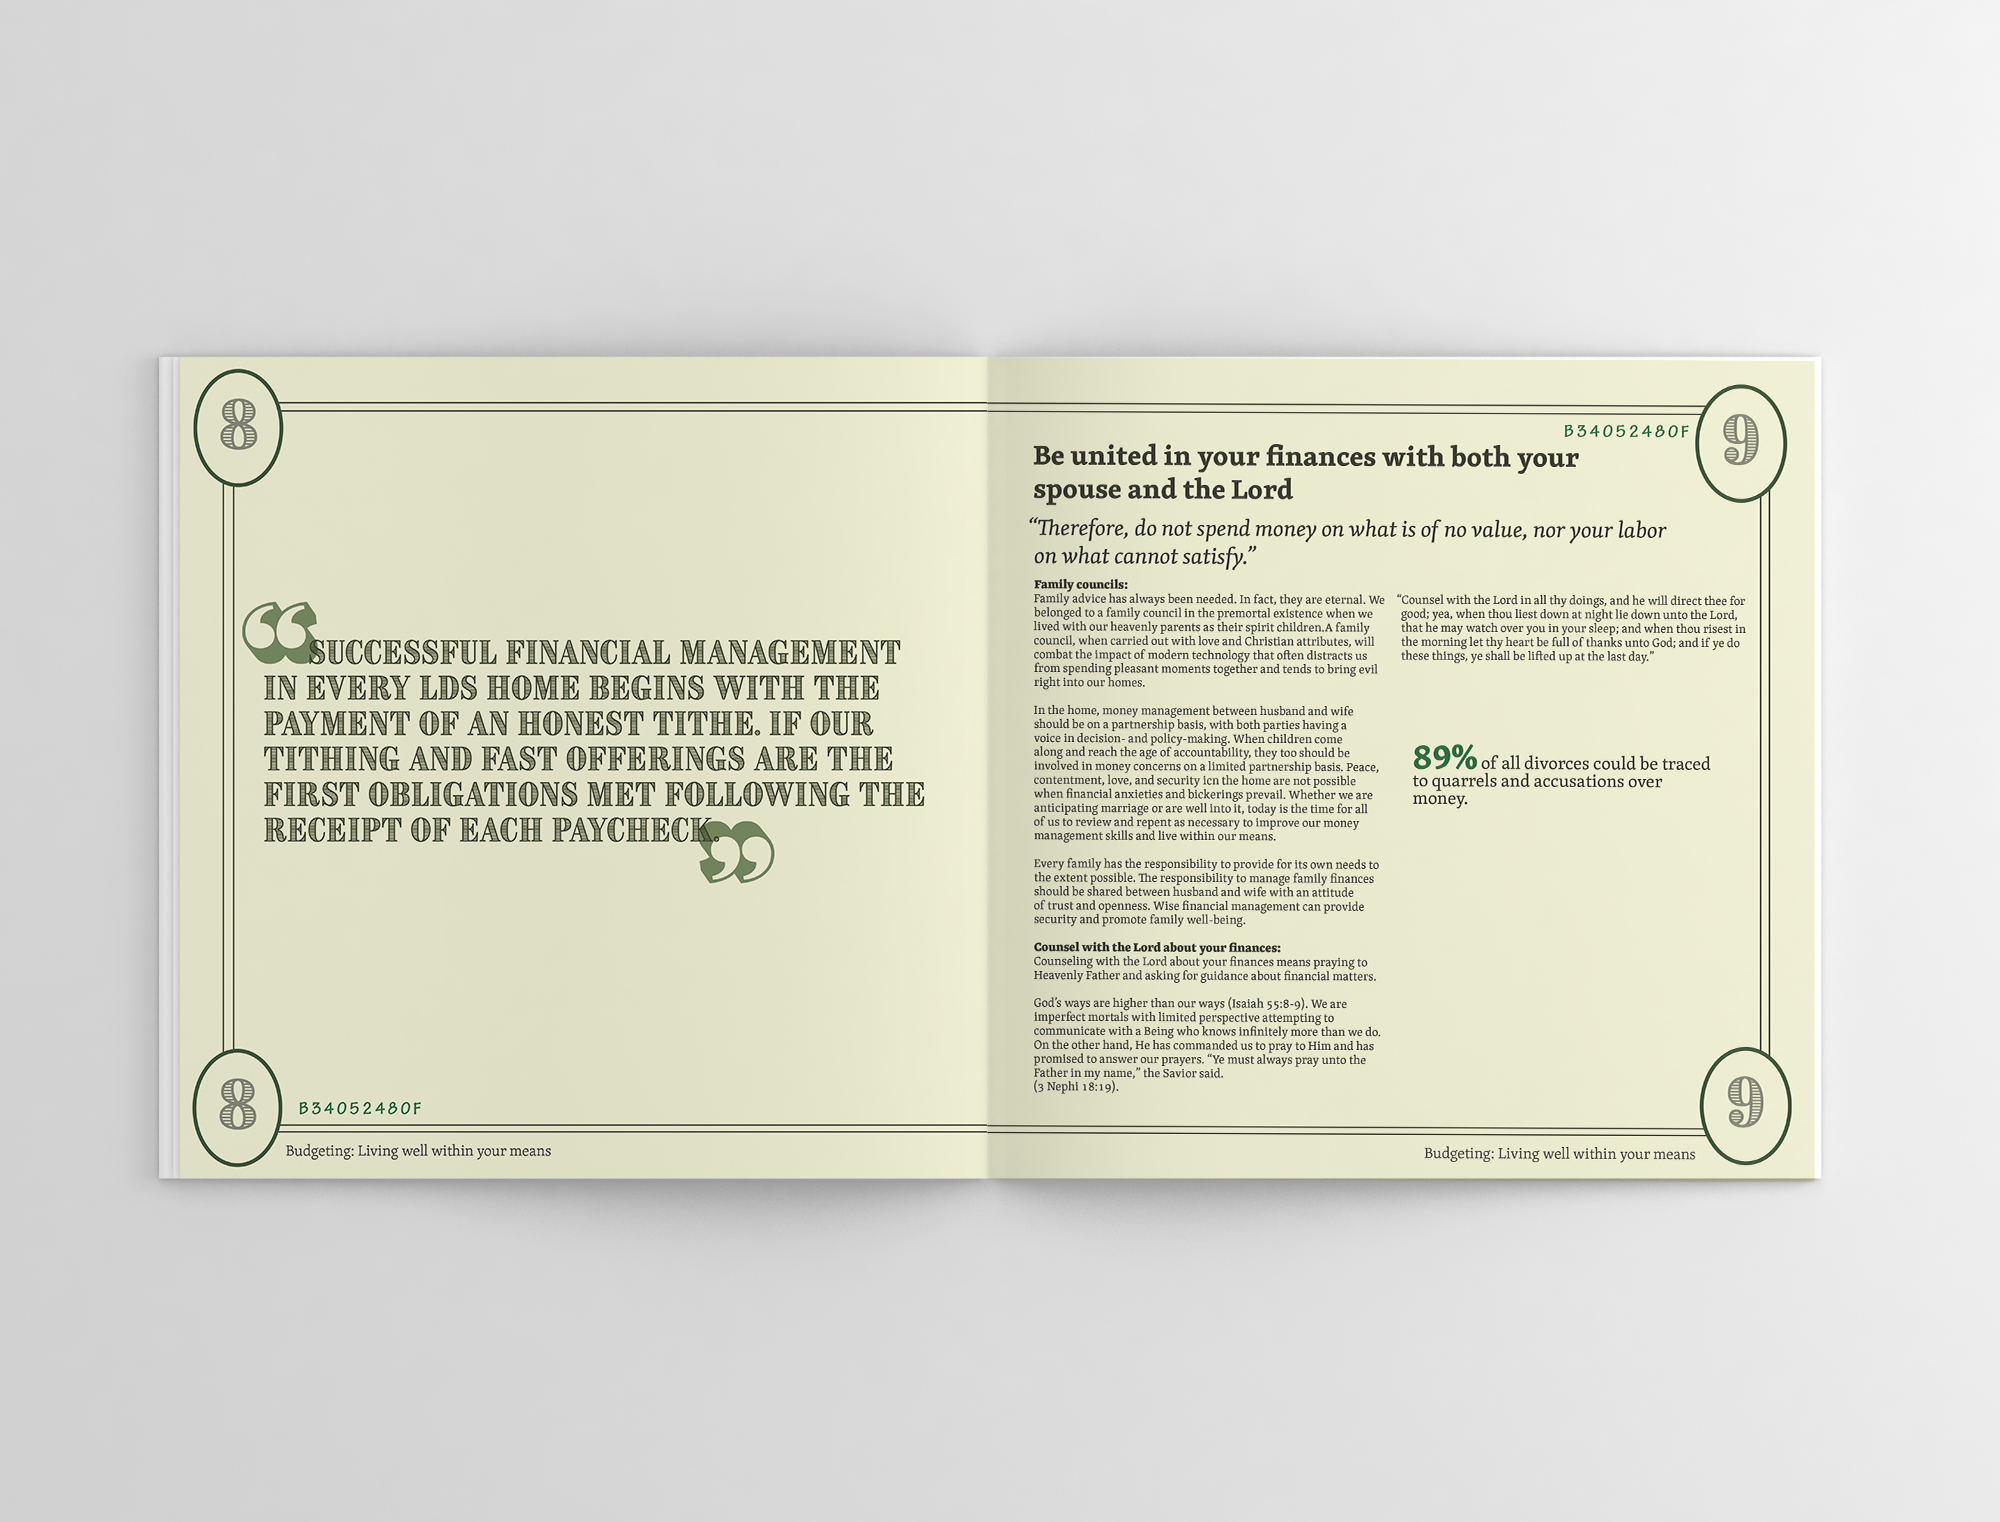 8
“SUCCESSFUL FINANCIAL MANAGEMENT
IN EVERY LDS HOME BEGINS WITH THE
PAYMENT OF AN HONEST TITHE. IF OUR
TITHING AND FAST OFFERINGS ARE THE
FIRST OBLIGATIONS MET FOLLOWING THE
RECEIPT OF EACH PAYCHECK.”
8
B34052480F
Budgeting: Living well within your means
B34052480F
9
Be united in your finances with both your
spouse and the Lord
“Therefore, do not spend money on what is of no value, nor your labor
on what cannot satisfy.”
Family councils:
Family advice has always been needed. In fact, they are eternal. We
belonged to a family council in the premortal existence when we
lived with our heavenly parents as their spirit children.A family
council, when carried out with love and Christian attributes, will
combat the impact of modern technology that often distracts us
from spending pleasant moments together and tends to bring evil
right into our homes.
In the home, money management between husband and wife
should be on a partnership basis, with both parties having a
voice in decision- and policy-making. When children come
along and reach the age of accountability, they too should be
involved in money concerns on a limited partnership basis. Peace,
contentment, love, and security icn the home are not possible
when financial anxieties and bickerings prevail. Whether we are
anticipating marriage or are well into it, today is the time for all
of us to review and repent as necessary to improve our money
management skills and live within our means.
Every family has the responsibility to provide for its own needs to
the extent possible. The responsibility to manage family finances
should be shared between husband and wife with an attitude
of trust and openness. Wise financial management can provide
security and promote family well-being.
Counsel with the Lord about your finances:
Counseling with the Lord about your finances means praying to
Heavenly Father and asking for guidance about financial matters.
God’s ways are higher than our ways (Isaiah 55:8-9). We are
imperfect mortals with limited perspective attempting to
communicate with a Being who knows infinitely more than we do.
On the other hand, He has commanded us to pray to Him and has
promised to answer our prayers. “Ye must always pray unto the
Father in my name,” the Savior said.
(3 Nephi 18:19).
“Counsel with the Lord in all thy doings, and he will direct thee for
good; yea, when thou liest down at night lie down unto the Lord,
that he may watch over you in your sleep; and when thou risest in
the morning let thy heart be full of thanks unto God; and if ye do
these things, ye shall be lifted up at the last day.”
89% of all divorces could be traced
to quarrels and accusations over
money.
9
Budgeting: Living well within your means